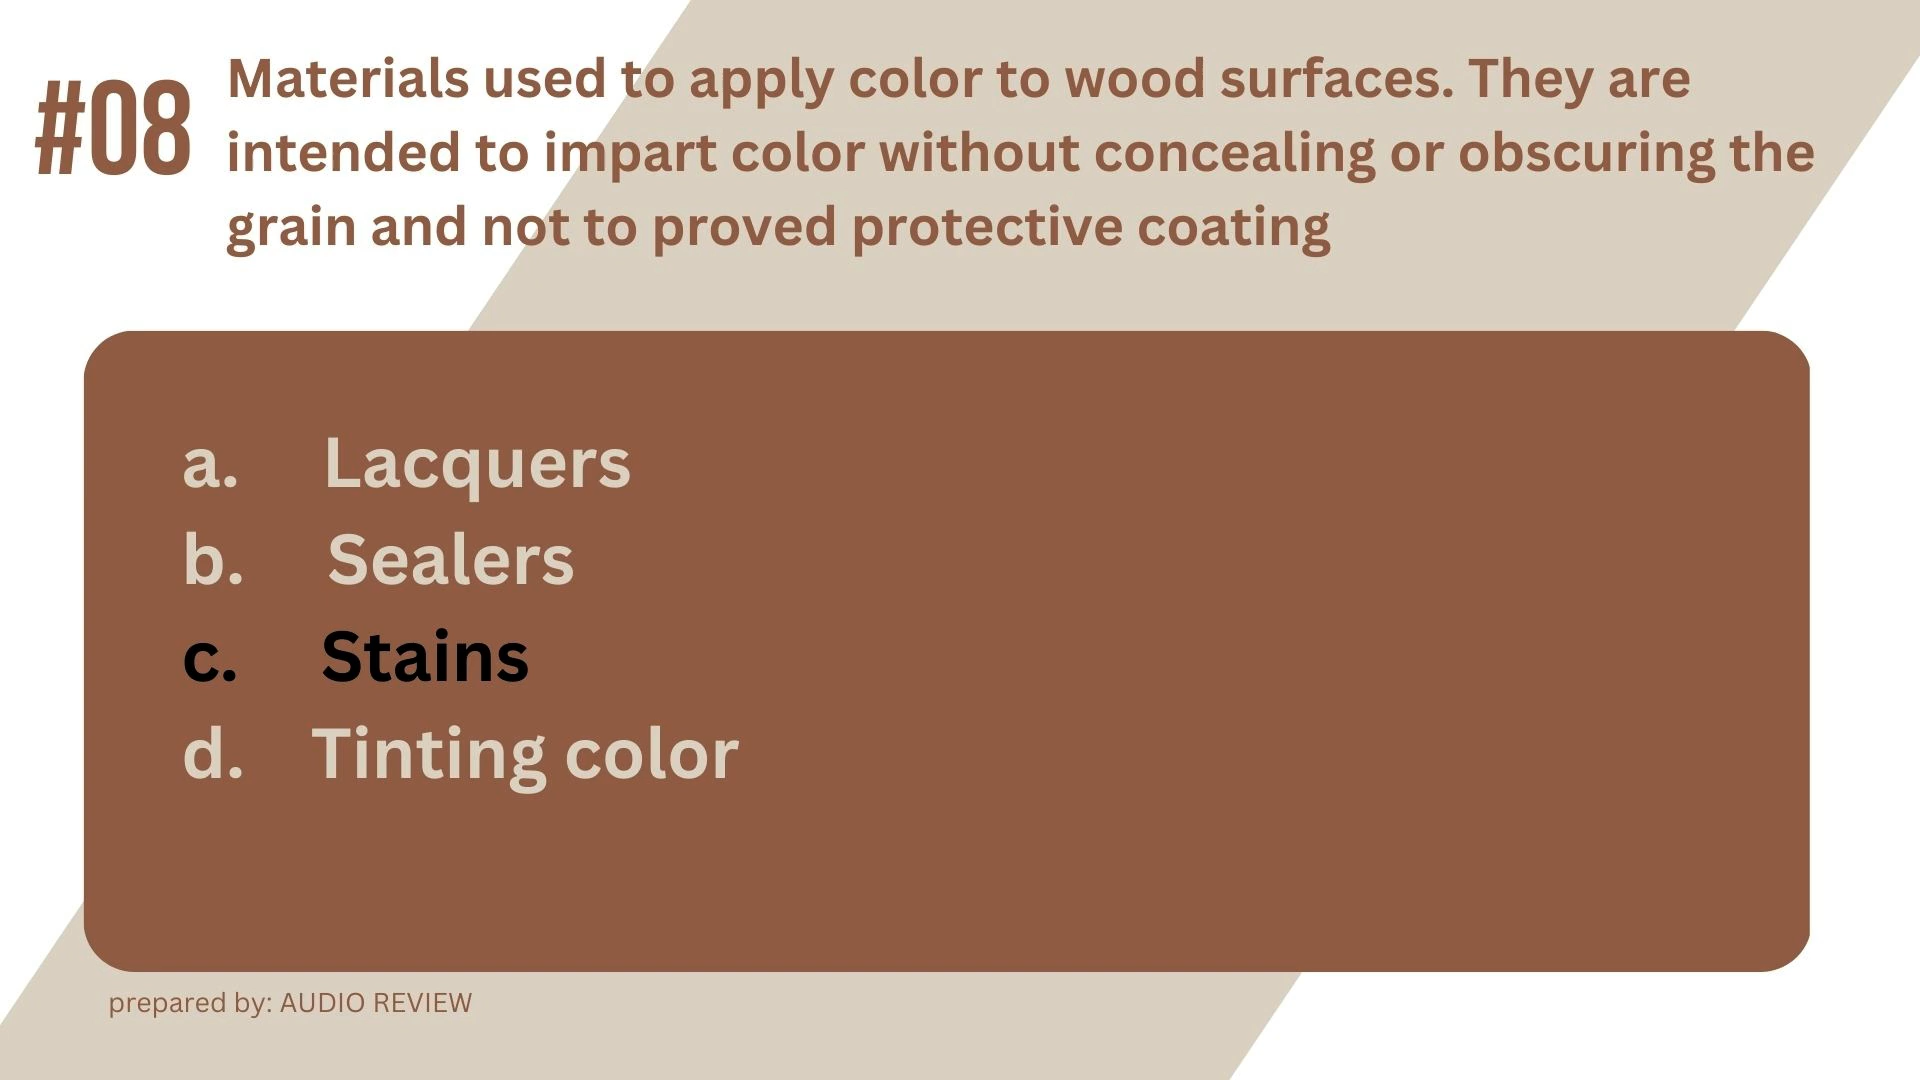 #08
Materials used to apply color to wood surfaces. They are
intended to impart color without concealing or obscuring the
grain and not to proved protective coating
a. Lacquers
b. Sealers
c. Stains
d. Tinting color
prepared by: AUDIO REVIEW